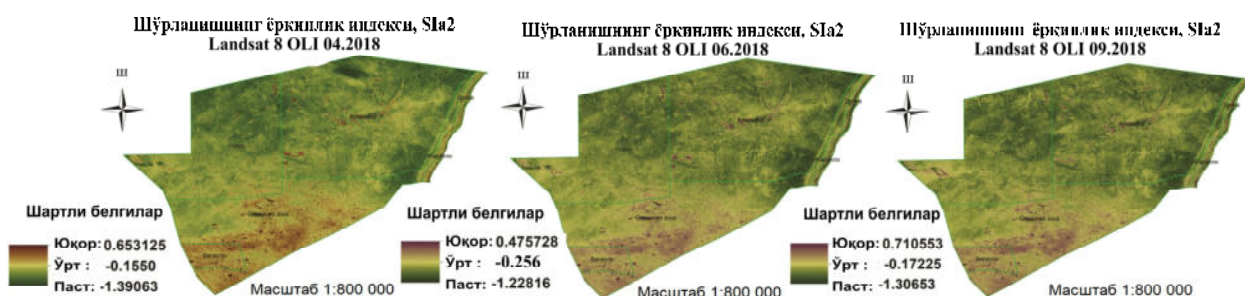 Шўрланишнинг ёрқинлик индекси, SIa2
Landsat 8 OLI 04.2018
Ш
Шартли белгилар
Юқор: 0.653125
Ўрт : -0.1550
Паст: -1.39063
Масштаб 1:800 000
Шўрланишнинг ёрқинлик индекси, SIa2
Landsat 8 OLI 06.2018
Ш
Шартли белгилар
Юқор: 0.475728
Ўрт : -0.256
Паст: -1.22816
Масштаб 1:800 000
Шўрланишнинг ёрқинлик индекси, SIa2
Landsat 8 OLI 09.2018
Ш
Шартли белгилар
Юқор: 0.710553
Ўрт : -0.17225
Паст: -1.30653
Масштаб 1:800 000